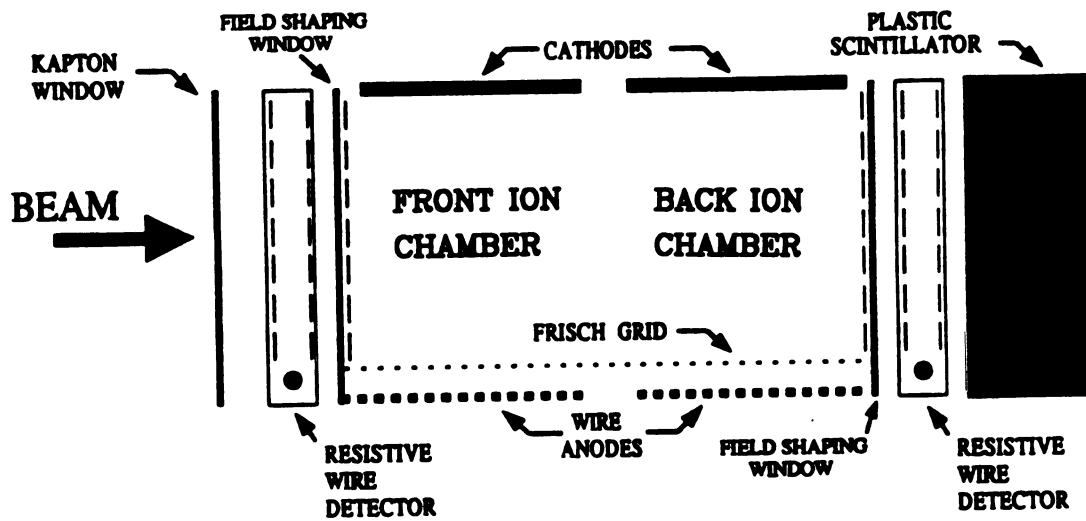 FIELD SHAPING
WINDOW
KAPTON
WINDOW
CATHODES
PLASTIC
SCINTILLATOR
BEAM
FRONT ION
CHAMBER
BACK ION
CHAMBER
FRISCH GRID
WIRE
ANODES
RESISTIVE
WIRE
DETECTOR
FIELD SHAPING
WINDOW
RESISTIVE
WIRE
DETECTOR